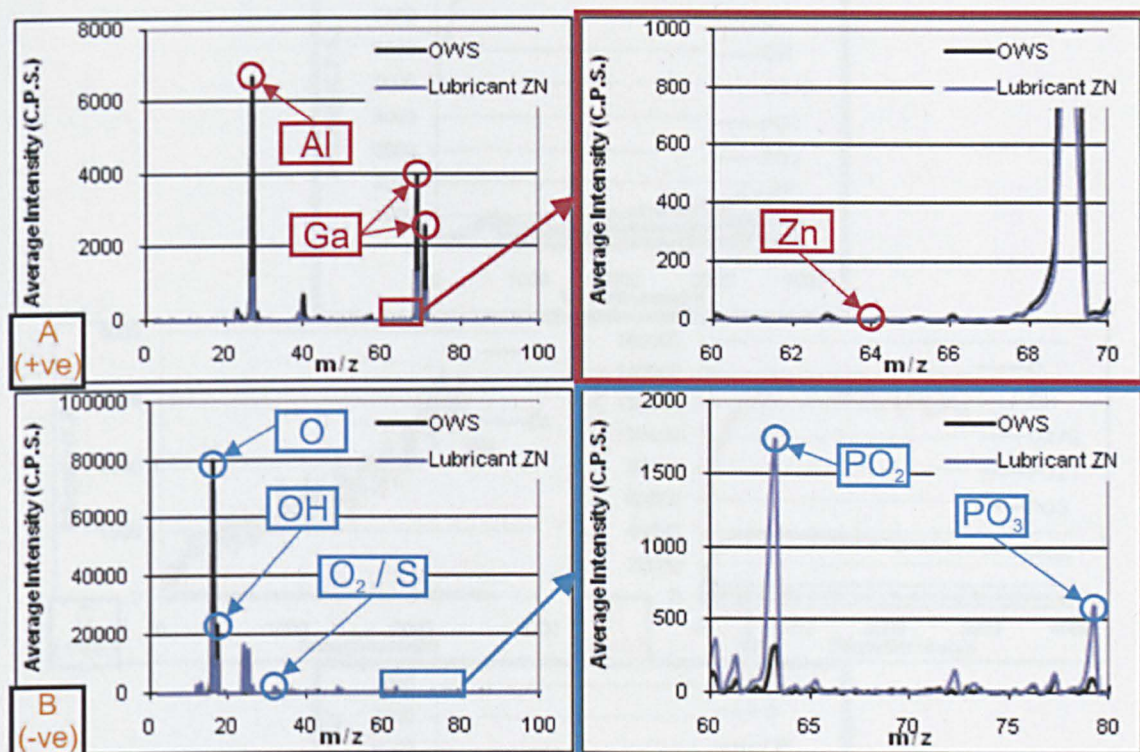 8000
6000
4000
2000
0
Average Intensity (C.P.S.)
OWS
Lubricant ZN
Al
Ga
0 20 40 60 80 100
m/z
A
(+ve)
1000
800
600
400
200
0
Average Intensity (C.P.S.)
OWS
Lubricant ZN
Zn
60 62 64 66 68 70
m/z
100000
80000
60000
40000
20000
0
Average Intensity (C.P.S.)
OWS
Lubricant ZN
O
OH
O₂ / S
0 20 40 60 80 100
m/z
B
(-ve)
2000
1500
1000
500
0
Average Intensity (C.P.S.)
OWS
Lubricant ZN
PO₂
PO₃
60 65 70 75 80
m/z